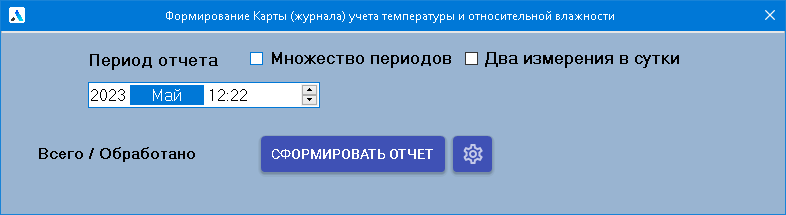 Формирование Карты (журнала) учета температуры и относительной влажности
Период отчета Множество периодов Два измерения в сутки
2023 Май 12:22
Всего / Обработано СФОРМИРОВАТЬ ОТЧЕТ